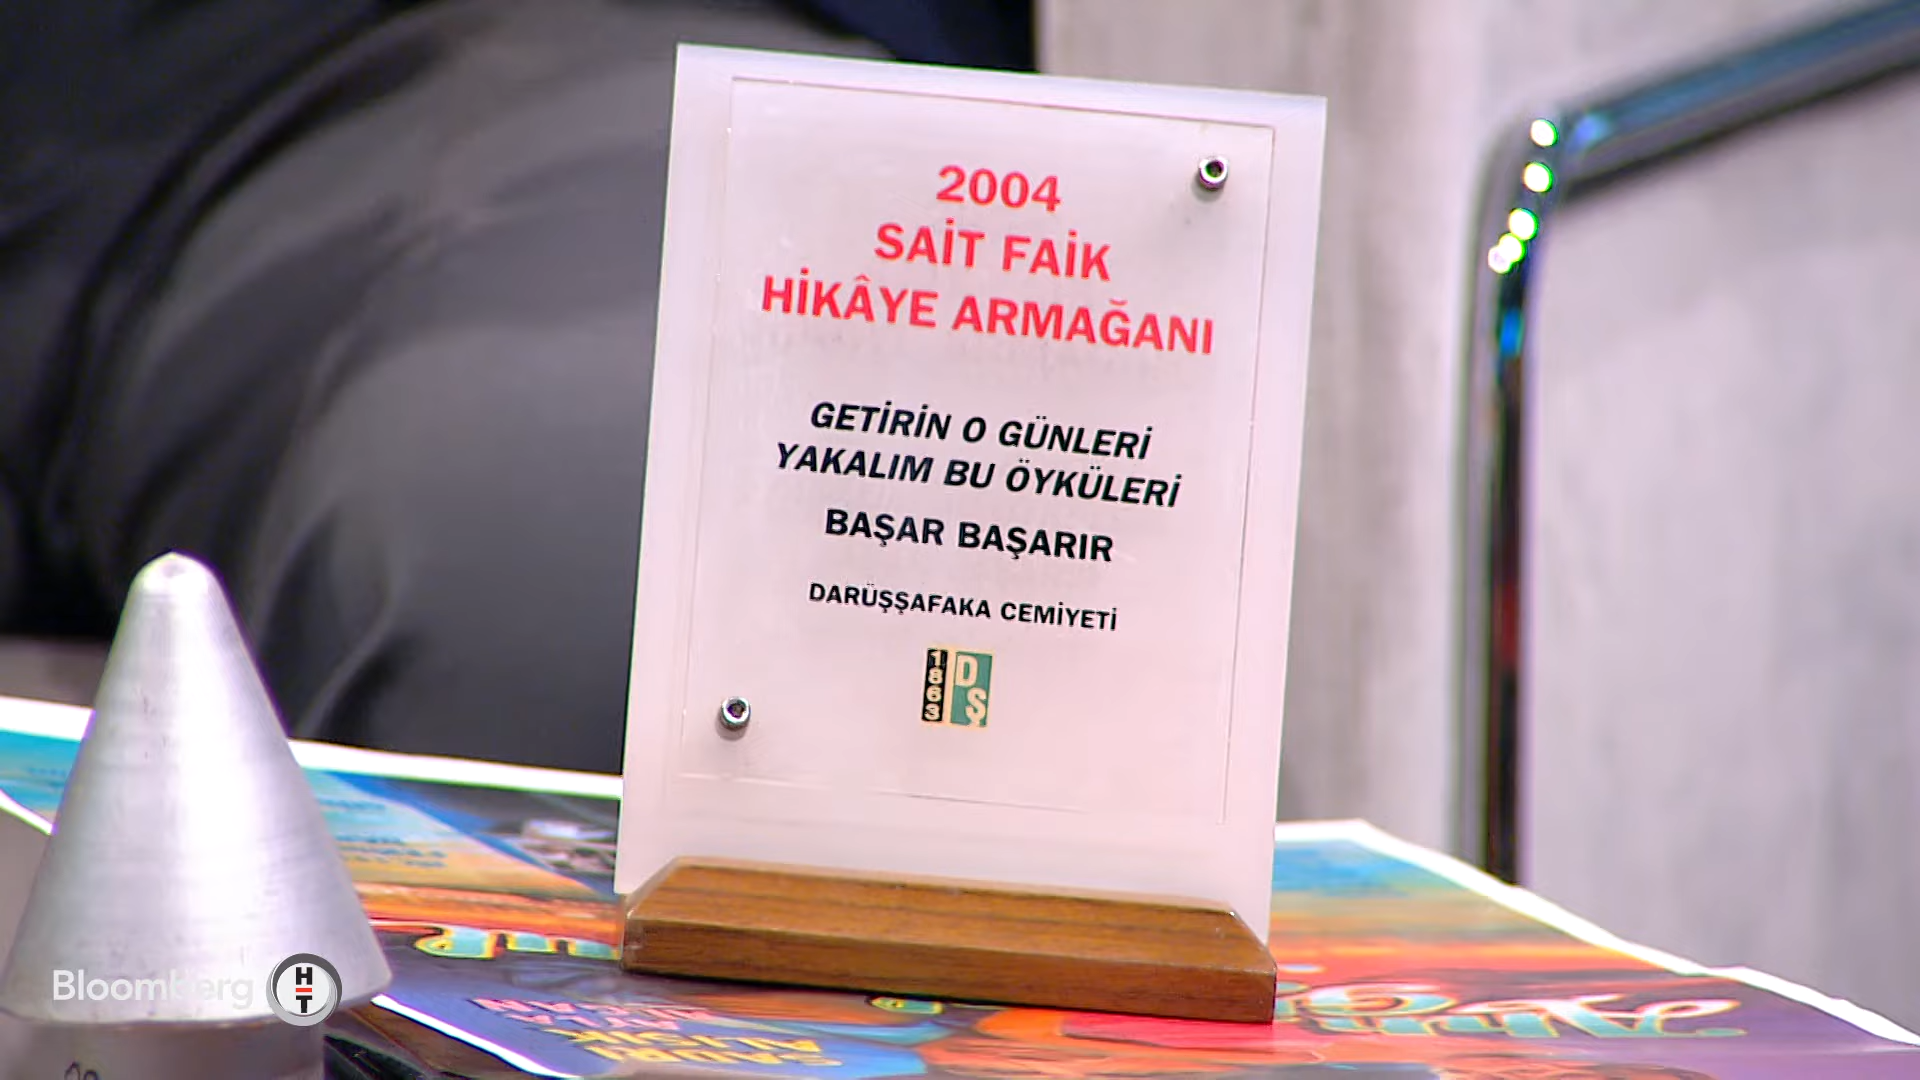 2004
SAİT FAİK
HİKÂYE ARMAĞANI
GETİRİN O GÜNLERİ
YAKALIM BU ÖYKÜLERİ
BAŞAR BAŞARIR
DARÜŞŞAFAKA CEMİYETİ
1863 DŞ
Bloomberg HT